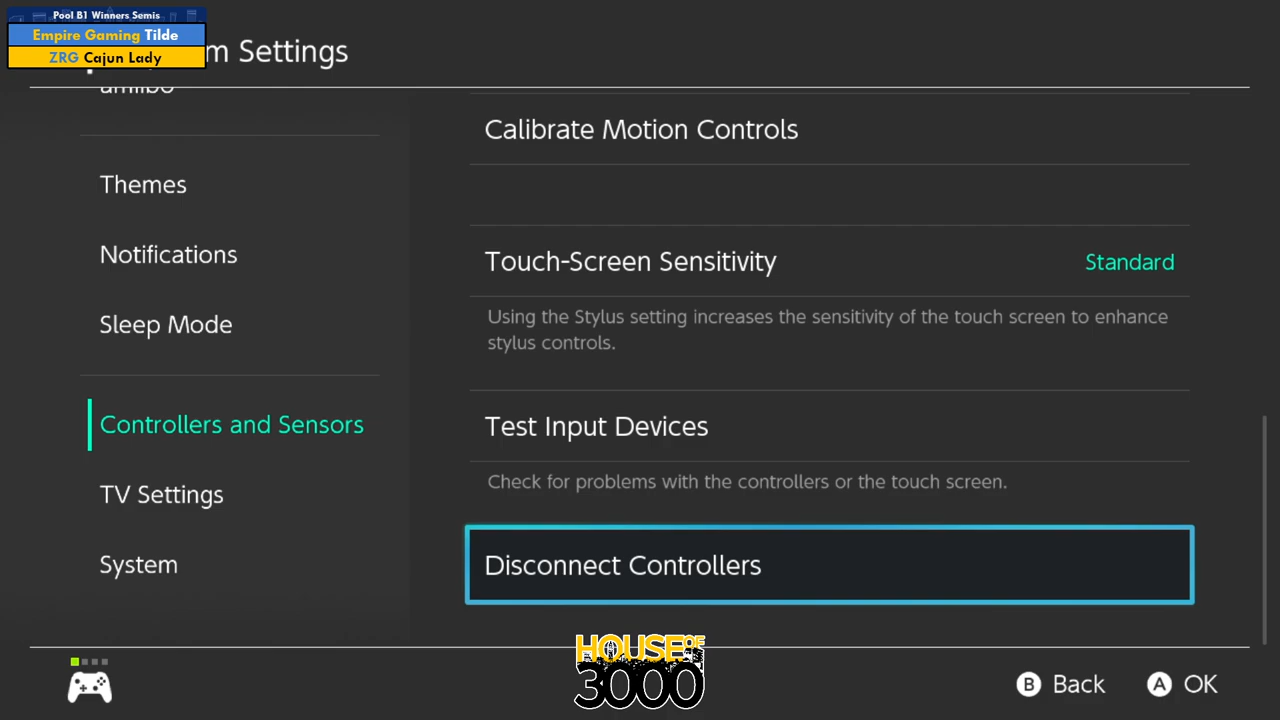 Pool B1 Winners Semis
Empire Gaming Tilde
ZRG Cajun Lady
m Settings
amiibo
Themes
Notifications
Sleep Mode
Controllers and Sensors
TV Settings
System
Calibrate Motion Controls
Touch-Screen Sensitivity Standard
Using the Stylus setting increases the sensitivity of the touch screen to enhance
stylus controls.
Test Input Devices
Check for problems with the controllers or the touch screen.
Disconnect Controllers
HOUSE OF
3000
B Back A OK